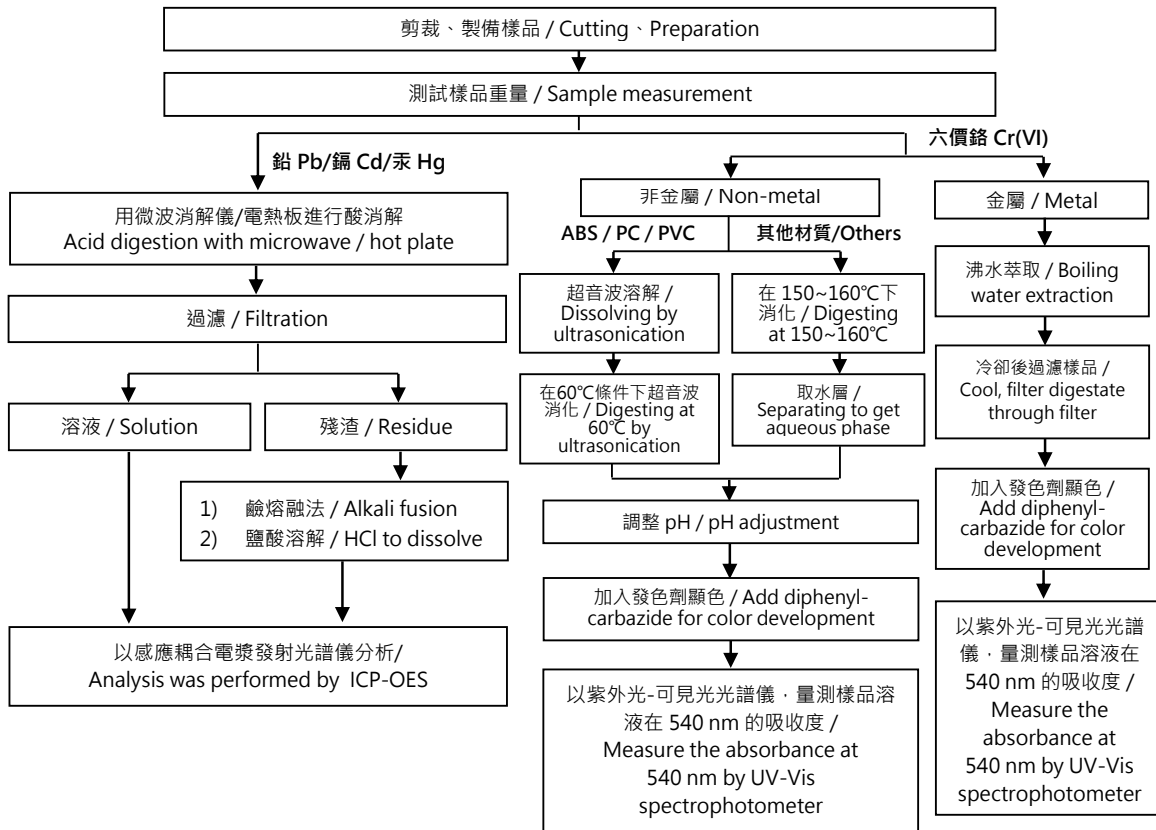 剪裁、製備樣品 / Cutting、Preparation
測試樣品重量 / Sample measurement
鉛 Pb/鎘 Cd/汞 Hg
六價鉻 Cr(VI)
用微波消解儀/電熱板進行酸消解
Acid digestion with microwave / hot plate
過濾 / Filtration
溶液 / Solution
殘渣 / Residue
1) 鹼熔融法 / Alkali fusion
2) 鹽酸溶解 / HCl to dissolve
以感應耦合電漿發射光譜儀分析/
Analysis was performed by ICP-OES
非金屬 / Non-metal
ABS / PC / PVC
其他材質/Others
超音波溶解 /
Dissolving by
ultrasonication
在60℃條件下超音波
消化 / Digesting at
60℃ by
ultrasonication
在 150~160℃下
消化 / Digesting
at 150~160℃
取水層 /
Separating to get
aqueous phase
調整 pH / pH adjustment
加入發色劑顯色 / Add diphenyl-
carbazide for color development
以紫外光-可見光光譜儀，量測樣品溶
液在 540 nm 的吸收度 /
Measure the absorbance at
540 nm by UV-Vis
spectrophotometer
金屬 / Metal
沸水萃取 / Boiling
water extraction
冷卻後過濾樣品 /
Cool, filter digestate
through filter
加入發色劑顯色 /
Add diphenyl-
carbazide for color
development
以紫外光-可見光光譜
儀，量測樣品溶液在
540 nm 的吸收度 /
Measure the
absorbance at
540 nm by UV-Vis
spectrophotometer